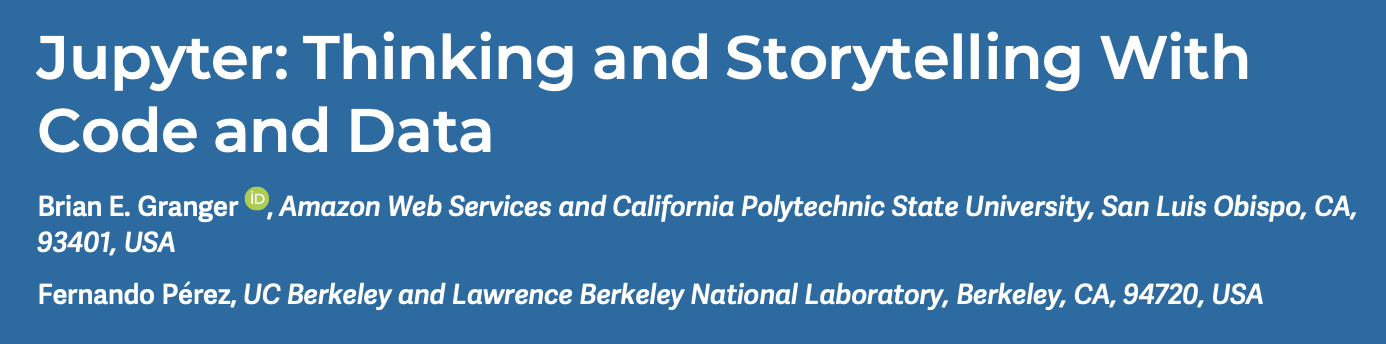 Jupyter: Thinking and Storytelling With
Code and Data
Brian E. Granger iD, Amazon Web Services and California Polytechnic State University, San Luis Obispo, CA,
93401, USA
Fernando Pérez, UC Berkeley and Lawrence Berkeley National Laboratory, Berkeley, CA, 94720, USA